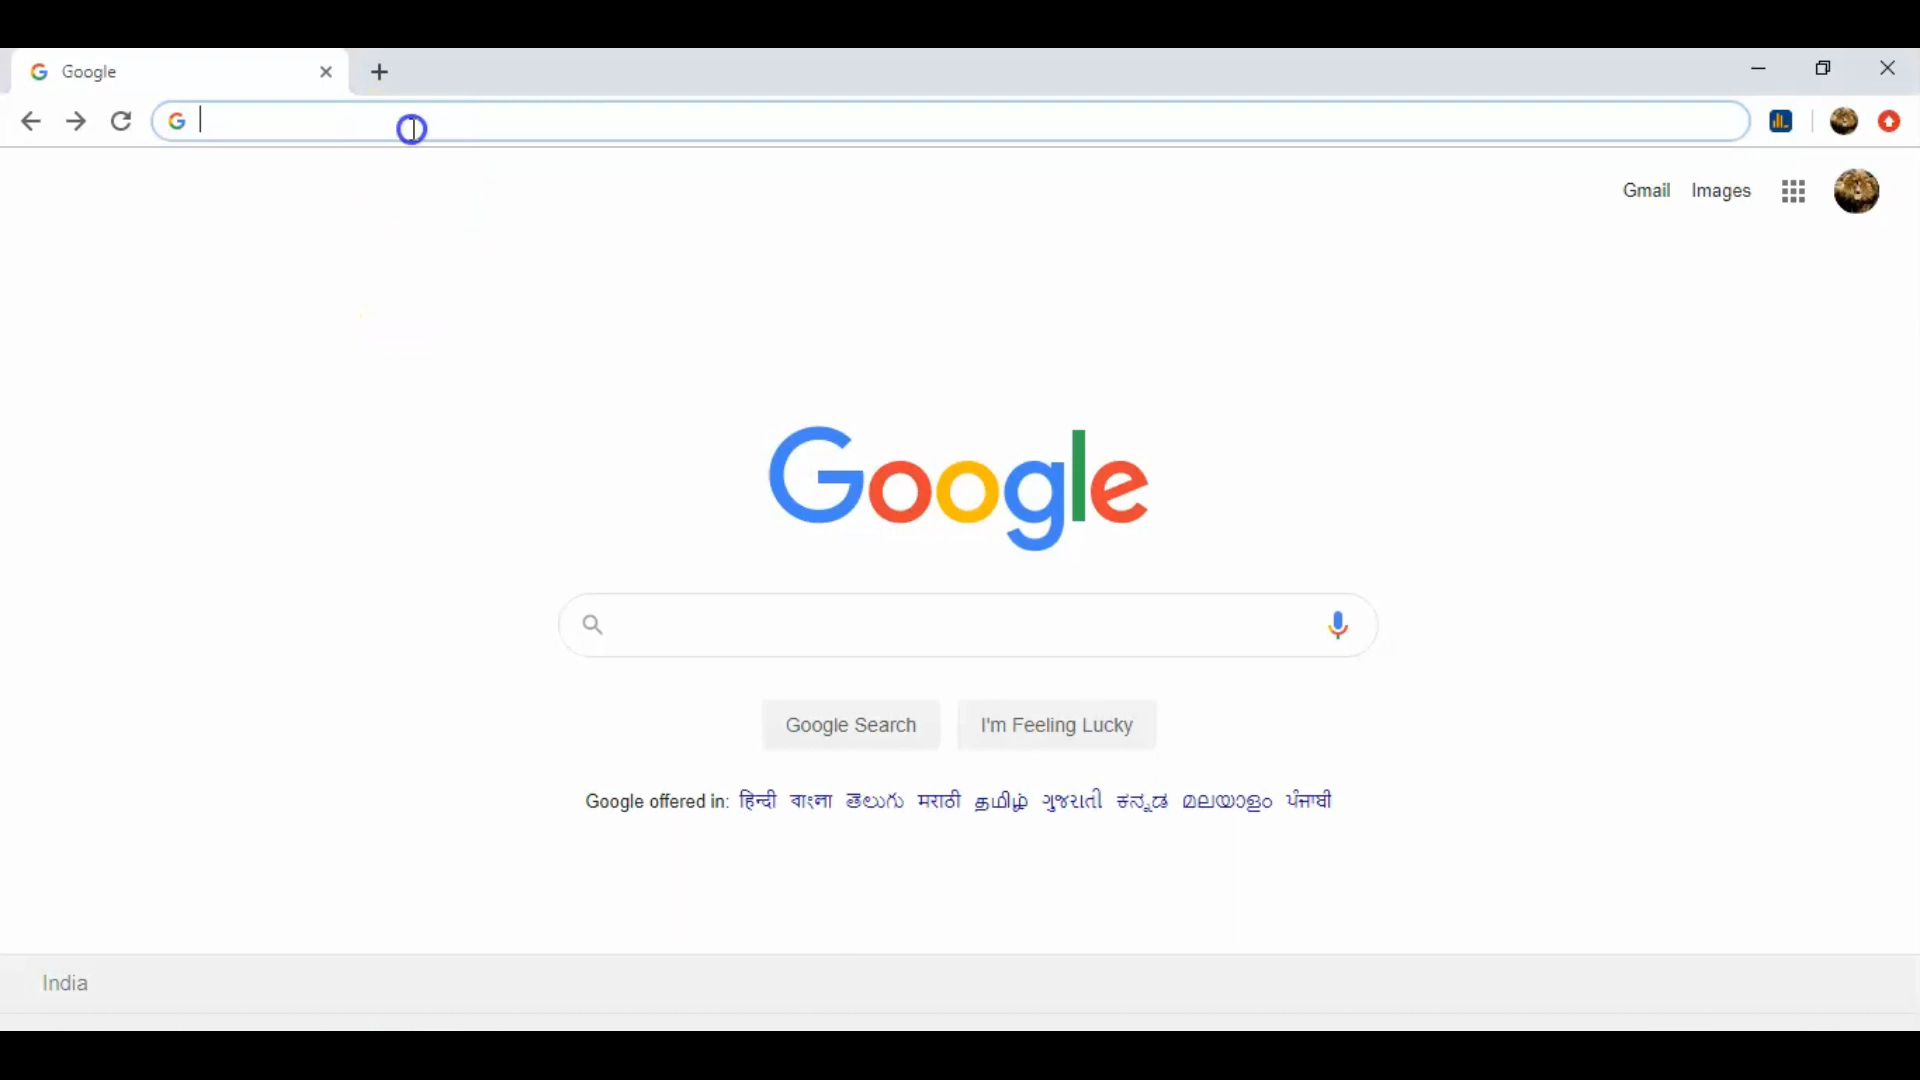 Google
Gmail Images
Google
Google Search I'm Feeling Lucky
Google offered in: हिन्दी বাংলা తెలుగు मराठी தமிழ் ગુજરાતી ಕನ್ನಡ മലയാളം ਪੰਜਾਬੀ
India